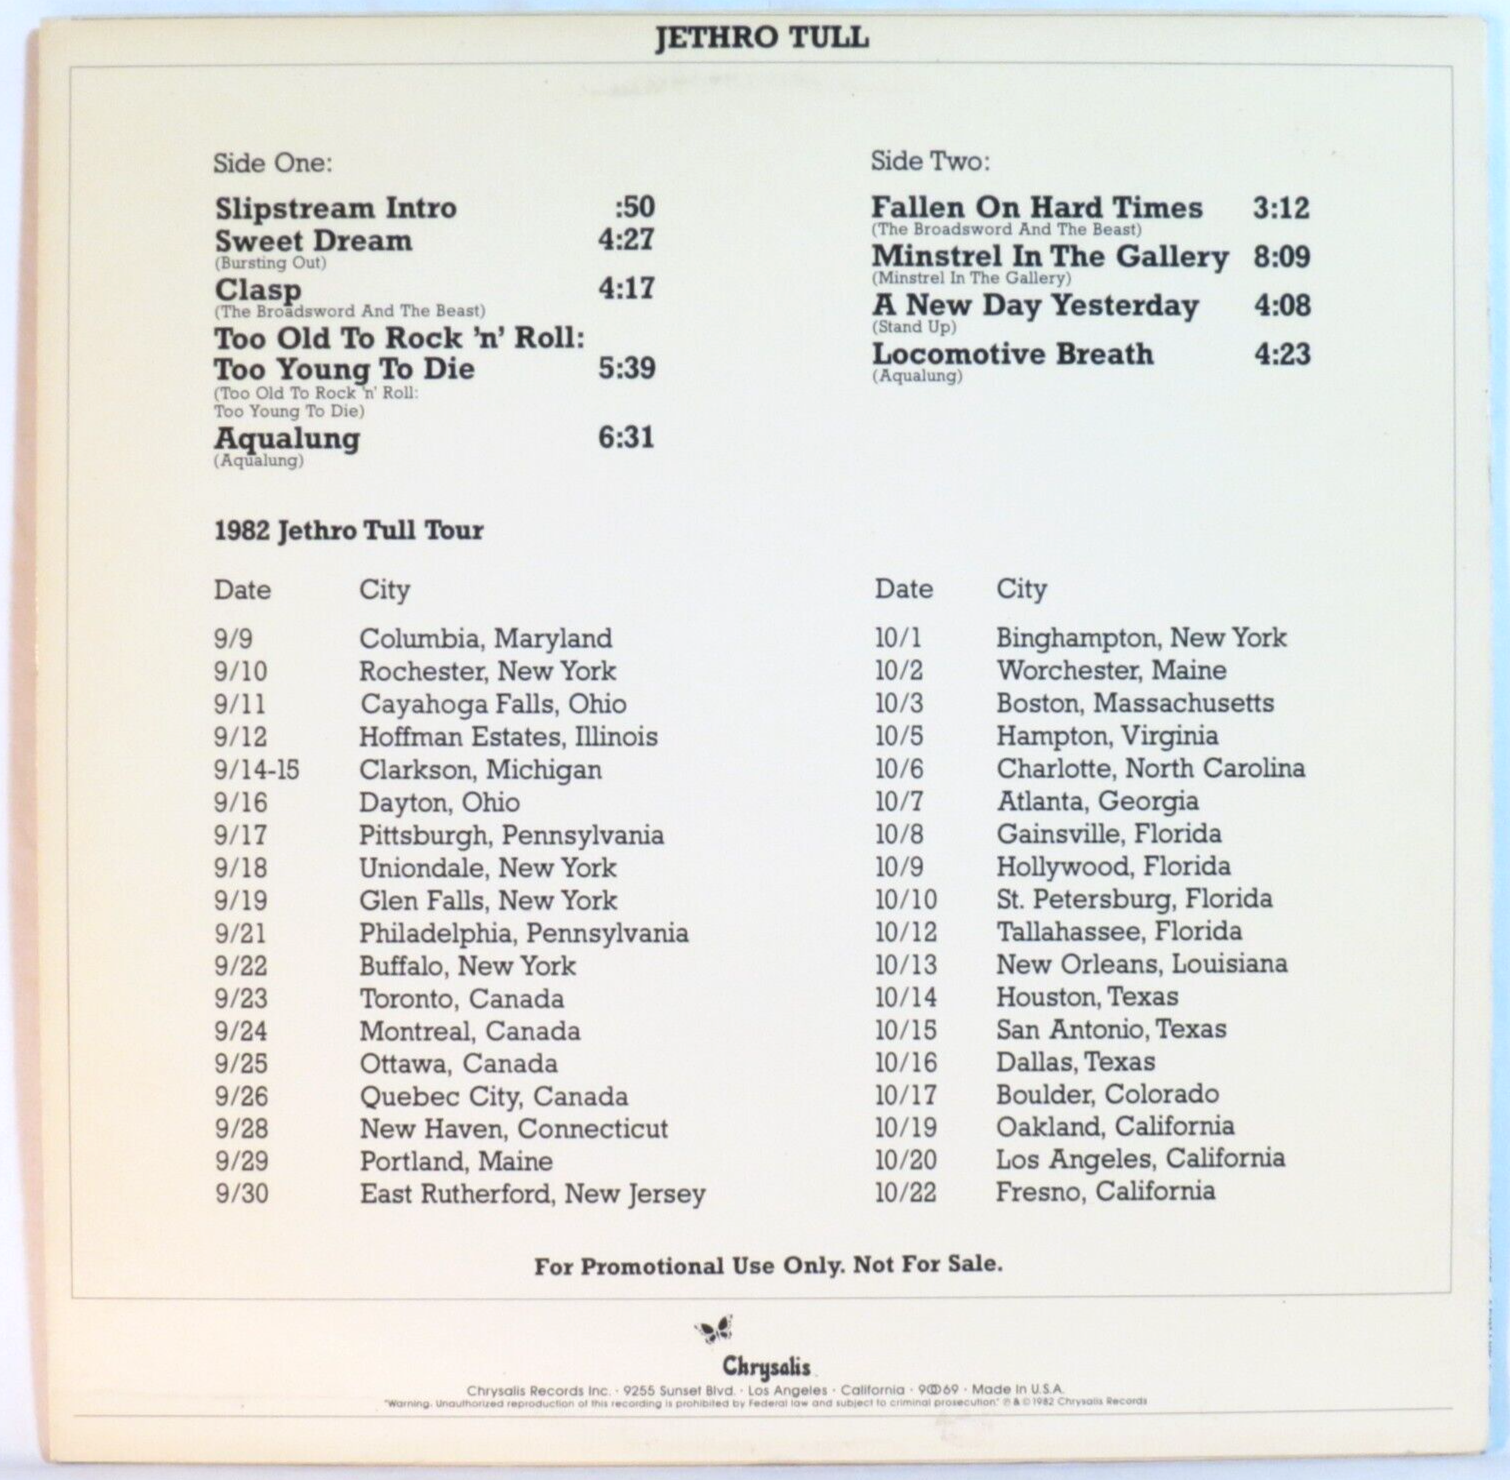 JETHRO TULL
Side One:
Slipstream Intro :50
Sweet Dream 4:27
(Bursting Out)
Clasp 4:17
(The Broadsword And The Beast)
Too Old To Rock 'n' Roll:
Too Young To Die 5:39
(Too Old To Rock 'n' Roll:
Too Young To Die)
Aqualung 6:31
(Aqualung)
Side Two:
Fallen On Hard Times 3:12
(The Broadsword And The Beast)
Minstrel In The Gallery 8:09
(Minstrel In The Gallery)
A New Day Yesterday 4:08
(Stand Up)
Locomotive Breath 4:23
(Aqualung)
1982 Jethro Tull Tour
Date City
9/9 Columbia, Maryland
9/10 Rochester, New York
9/11 Cayahoga Falls, Ohio
9/12 Hoffman Estates, Illinois
9/14-15 Clarkson, Michigan
9/16 Dayton, Ohio
9/17 Pittsburgh, Pennsylvania
9/18 Uniondale, New York
9/19 Glen Falls, New York
9/21 Philadelphia, Pennsylvania
9/22 Buffalo, New York
9/23 Toronto, Canada
9/24 Montreal, Canada
9/25 Ottawa, Canada
9/26 Quebec City, Canada
9/28 New Haven, Connecticut
9/29 Portland, Maine
9/30 East Rutherford, New Jersey
Date City
10/1 Binghampton, New York
10/2 Worchester, Maine
10/3 Boston, Massachusetts
10/5 Hampton, Virginia
10/6 Charlotte, North Carolina
10/7 Atlanta, Georgia
10/8 Gainsville, Florida
10/9 Hollywood, Florida
10/10 St. Petersburg, Florida
10/12 Tallahassee, Florida
10/13 New Orleans, Louisiana
10/14 Houston, Texas
10/15 San Antonio, Texas
10/16 Dallas, Texas
10/17 Boulder, Colorado
10/19 Oakland, California
10/20 Los Angeles, California
10/22 Fresno, California
For Promotional Use Only. Not For Sale.
Chrysalis
Chrysalis Records Inc. · 9255 Sunset Blvd. · Los Angeles · California · 90069 · Made In U.S.A.
"Warning. Unauthorized reproduction of this recording is prohibited by Federal law and subject to criminal prosecution." ℗ & © 1982 Chrysalis Records